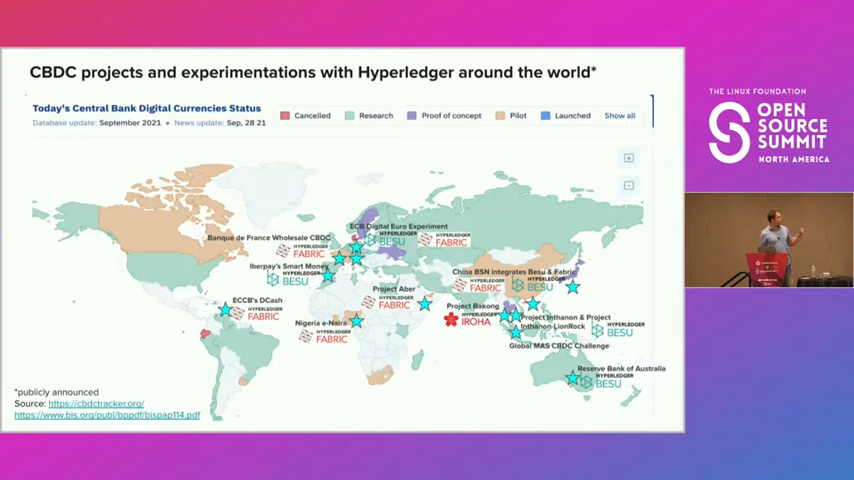 CBDC projects and experimentations with Hyperledger around the world*
Today's Central Bank Digital Currencies Status
Database update: September 2021 • News update: Sep, 28 21
Cancelled
Research
Proof of concept
Pilot
Launched
Show all
+
-
Banque de France Wholesale CBDC
HYPERLEDGER
FABRIC
ECB Digital Euro Experiment
HYPERLEDGER
BESU
HYPERLEDGER
FABRIC
Iberpay's Smart Money
HYPERLEDGER
BESU
China BSN integrates Besu & Fabric
HYPERLEDGER
FABRIC
HYPERLEDGER
BESU
Project Aber
HYPERLEDGER
FABRIC
ECCB's DCash
HYPERLEDGER
FABRIC
Project Bakong
HYPERLEDGER
IROHA
Nigeria e-Naira
HYPERLEDGER
FABRIC
Project Inthanon & Project
Inthanon-LionRock
HYPERLEDGER
BESU
Global MAS CBDC Challenge
Reserve Bank of Australia
HYPERLEDGER
BESU
*publicly announced
Source: https://cbdctracker.org/
https://www.bis.org/publ/bppdf/bispap114.pdf
THE LINUX FOUNDATION
OPEN
SOURCE
SUMMIT
NORTH AMERICA